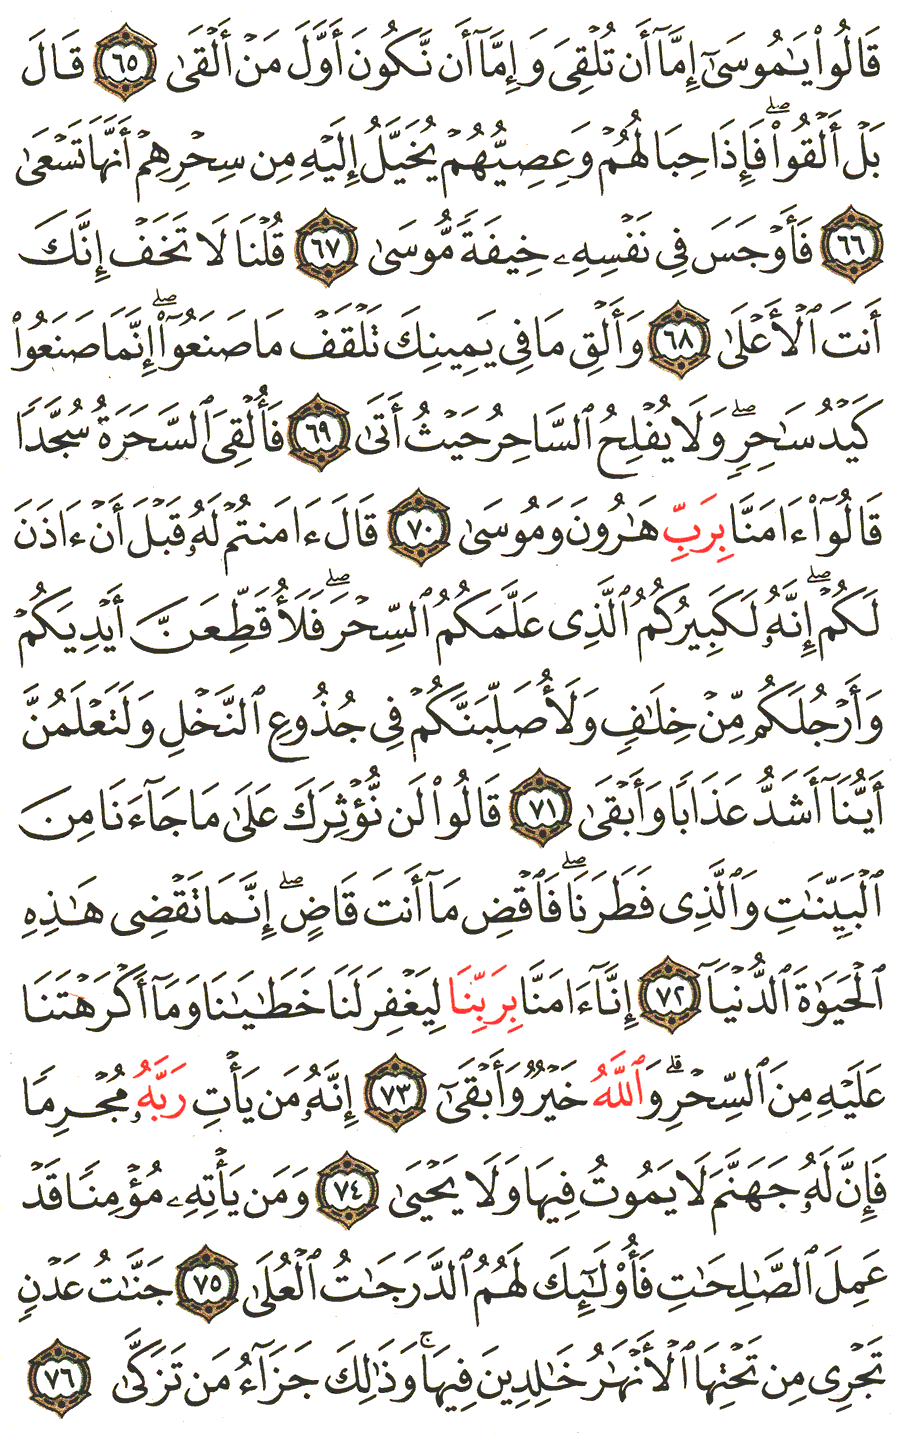 قَالُوا۟ يَـٰمُوسَىٰٓ إِمَّآ أَن تُلْقِىَ وَإِمَّآ أَن نَّكُونَ أَوَّلَ مَنْ أَلْقَىٰ ٦٥ قَالَ
بَلْ أَلْقُوا۟ ۖ فَإِذَا حِبَالُهُمْ وَعِصِيُّهُمْ يُخَيَّلُ إِلَيْهِ مِن سِحْرِهِمْ أَنَّهَا تَسْعَىٰ
٦٦ فَأَوْجَسَ فِى نَفْسِهِۦ خِيفَةً مُّوسَىٰ ٦٧ قُلْنَا لَا تَخَفْ إِنَّكَ
أَنتَ ٱلْأَعْلَىٰ ٦٨ وَأَلْقِ مَا فِى يَمِينِكَ تَلْقَفْ مَا صَنَعُوٓا۟ ۖ إِنَّمَا صَنَعُوا۟
كَيْدُ سَـٰحِرٍ ۖ وَلَا يُفْلِحُ ٱلسَّاحِرُ حَيْثُ أَتَىٰ ٦٩ فَأُلْقِىَ ٱلسَّحَرَةُ سُجَّدًا
قَالُوٓا۟ ءَامَنَّا بِرَبِّ هَـٰرُونَ وَمُوسَىٰ ٧٠ قَالَ ءَامَنتُمْ لَهُۥ قَبْلَ أَنْ ءَاذَنَ
لَكُمْ ۖ إِنَّهُۥ لَكَبِيرُكُمُ ٱلَّذِى عَلَّمَكُمُ ٱلسِّحْرَ ۖ فَلَأُقَطِّعَنَّ أَيْدِيَكُمْ
وَأَرْجُلَكُم مِّنْ خِلَـٰفٍ وَلَأُصَلِّبَنَّكُمْ فِى جُذُوعِ ٱلنَّخْلِ وَلَتَعْلَمُنَّ
أَيُّنَآ أَشَدُّ عَذَابًا وَأَبْقَىٰ ٧١ قَالُوا۟ لَن نُّؤْثِرَكَ عَلَىٰ مَا جَآءَنَا مِنَ
ٱلْبَيِّنَـٰتِ وَٱلَّذِى فَطَرَنَا ۖ فَٱقْضِ مَآ أَنتَ قَاضٍ ۖ إِنَّمَا تَقْضِى هَـٰذِهِ
ٱلْحَيَوٰةَ ٱلدُّنْيَآ ٧٢ إِنَّآ ءَامَنَّا بِرَبِّنَا لِيَغْفِرَ لَنَا خَطَـٰيَـٰنَا وَمَآ أَكْرَهْتَنَا
عَلَيْهِ مِنَ ٱلسِّحْرِ ۗ وَٱللَّهُ خَيْرٌ وَأَبْقَىٰٓ ٧٣ إِنَّهُۥ مَن يَأْتِ رَبَّهُۥ مُجْرِمًا
فَإِنَّ لَهُۥ جَهَنَّمَ لَا يَمُوتُ فِيهَا وَلَا يَحْيَىٰ ٧٤ وَمَن يَأْتِهِۦ مُؤْمِنًا قَدْ
عَمِلَ ٱلصَّـٰلِحَـٰتِ فَأُو۟لَـٰٓئِكَ لَهُمُ ٱلدَّرَجَـٰتُ ٱلْعُلَىٰ ٧٥ جَنَّـٰتُ عَدْنٍ
تَجْرِى مِن تَحْتِهَا ٱلْأَنْهَـٰرُ خَـٰلِدِينَ فِيهَا ۚ وَذَٰلِكَ جَزَآءُ مَن تَزَكَّىٰ ٧٦